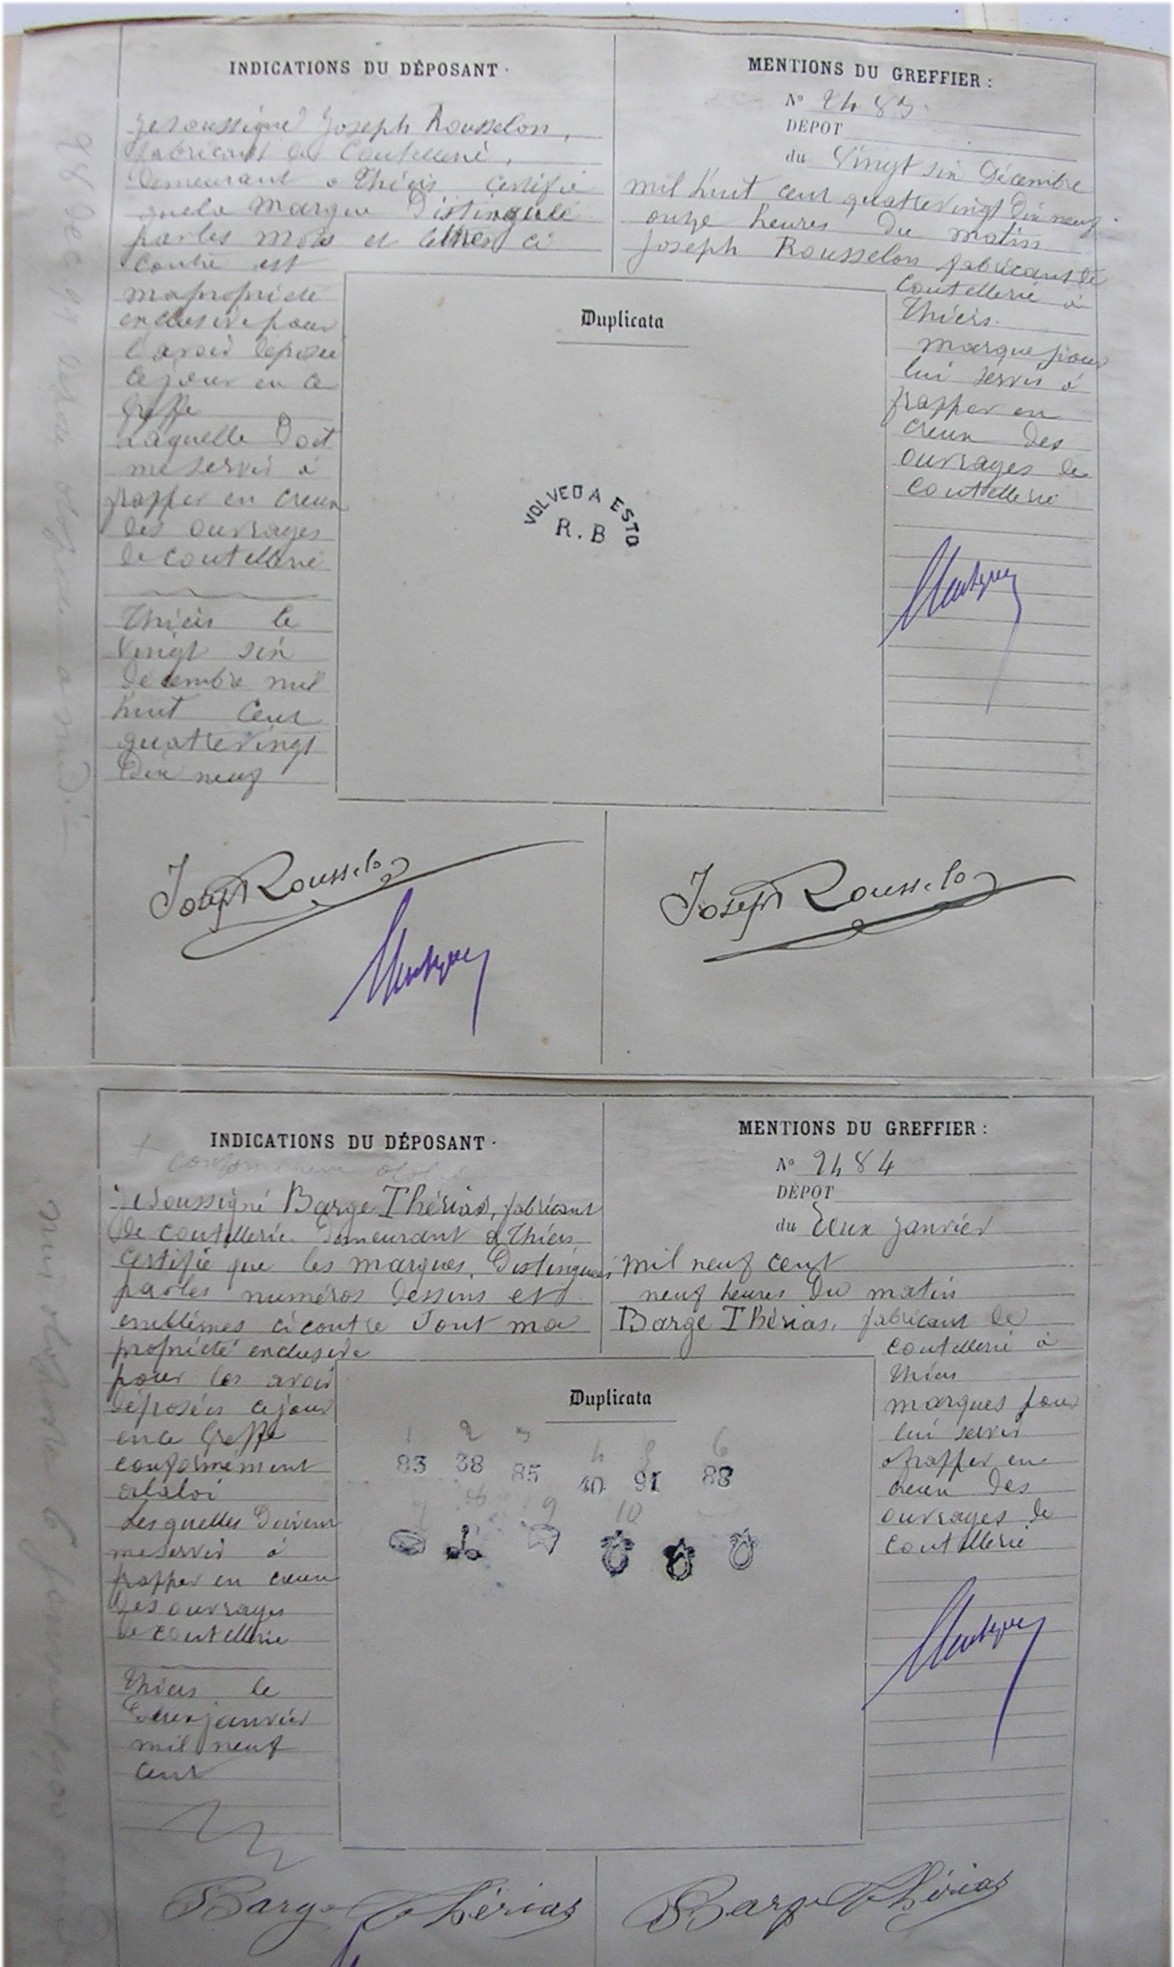 INDICATIONS DU DÉPOSANT.
Je soussigné Joseph Rousselon,
fabricant de Coutellerie,
Demeurant a Thiers certifie
que la Marque Distinguée
par les mots et lettres ci
contre est
ma propriété
exclusive pour
l'avoir déposée
ce jour en ce
Greffe
Laquelle Doit
me servir à
frapper en creux
des ouvrages
de coutellerie
Thiers le
Vingt six
décembre mil
huit cent
quatrevingt
Dix neuf
MENTIONS DU GREFFIER :
N° 2483
DÉPOT
du Vingt six Décembre
mil huit cent quatrevingt Dix neuf
onze heures Du matin
Joseph Rousselon fabricant de
coutellerie à
Thiers.
marque pour
lui servir à
frapper en
creux Des
ouvrages de
coutellerie
Duplicata
VOLVEDA ESTO
R. B
Joseph Rousselon
Joseph Rousselon
INDICATIONS DU DÉPOSANT.
Je soussigné Barge Thérias, fabricant
de coutellerie Demeurant a Thiers
certifie que les marques, Distinguées
par les numéros dessins et
emblêmes ci contre sont ma
propriété exclusive
pour les avoir
déposées ce jour
en ce Greffe
conformément
a la loi
Les quelles Doivent
me servir à
frapper en creux
des ouvrages
de coutellerie
Thiers le
Deux janvier
mil neuf
cent
MENTIONS DU GREFFIER :
N° 2484
DÉPOT
du Deux janvier
mil neuf cent
neuf heures Du matin
Barge Thérias, fabricant de
coutellerie à
Thiers
marques pour
lui servir
a frapper en
creux des
ouvrages de
coutellerie
Duplicata
1 2 3 4 5 6
83 38 85 40 91 88
7 9 10
Barge Thérias
Barge Thérias